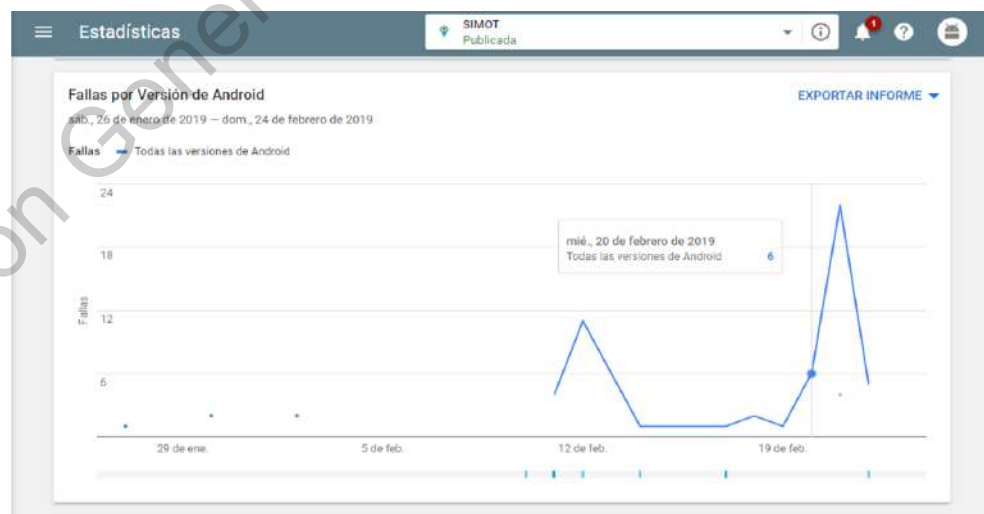 Estadísticas
SIMOT
Publicada
1
Fallas por Versión de Android
EXPORTAR INFORME
sáb., 26 de enero de 2019 — dom., 24 de febrero de 2019
Fallas
Todas las versiones de Android
24
18
12
6
Fallas
mié., 20 de febrero de 2019
Todas las versiones de Android 6
29 de ene.
5 de feb.
12 de feb.
19 de feb.